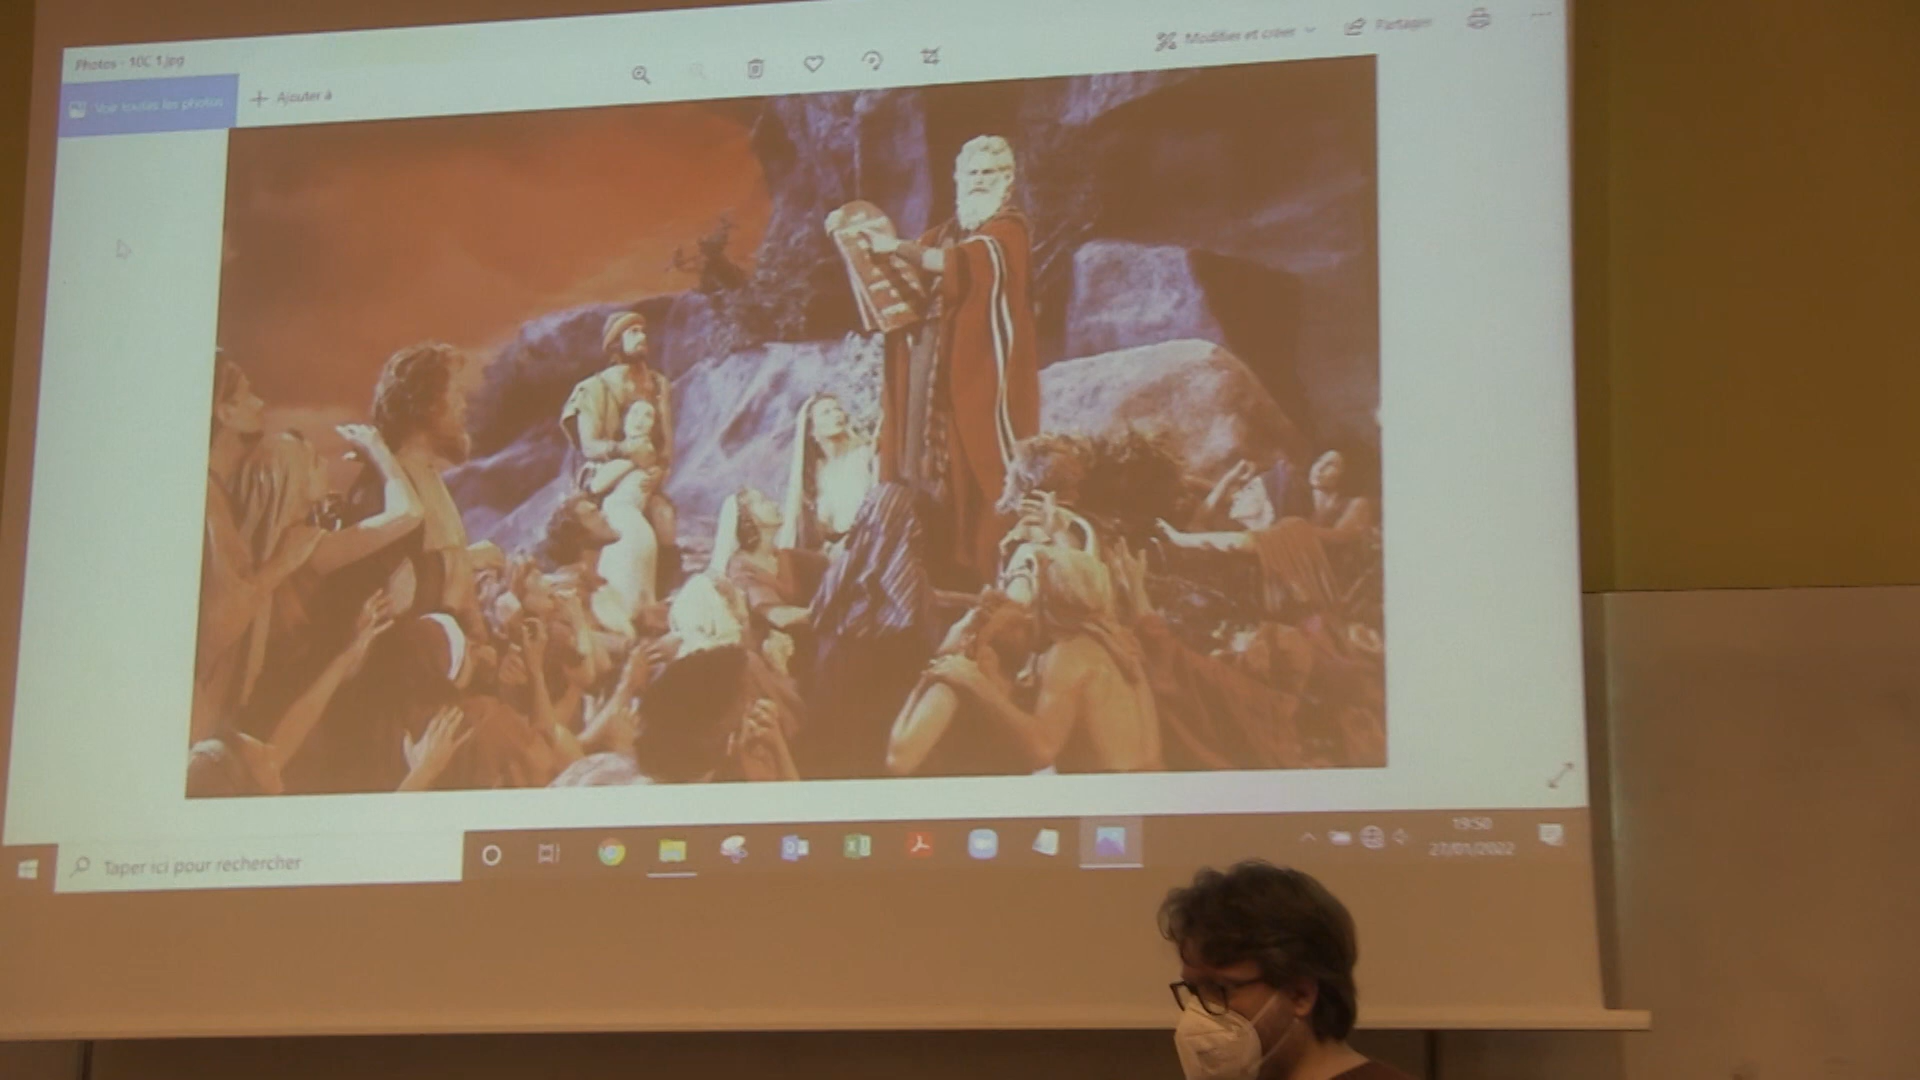 Photos - 10C 1.jpg
Voir toutes les photos
Ajouter à
Modifier et créer
Partager
Taper ici pour rechercher
19:50
27/01/2022